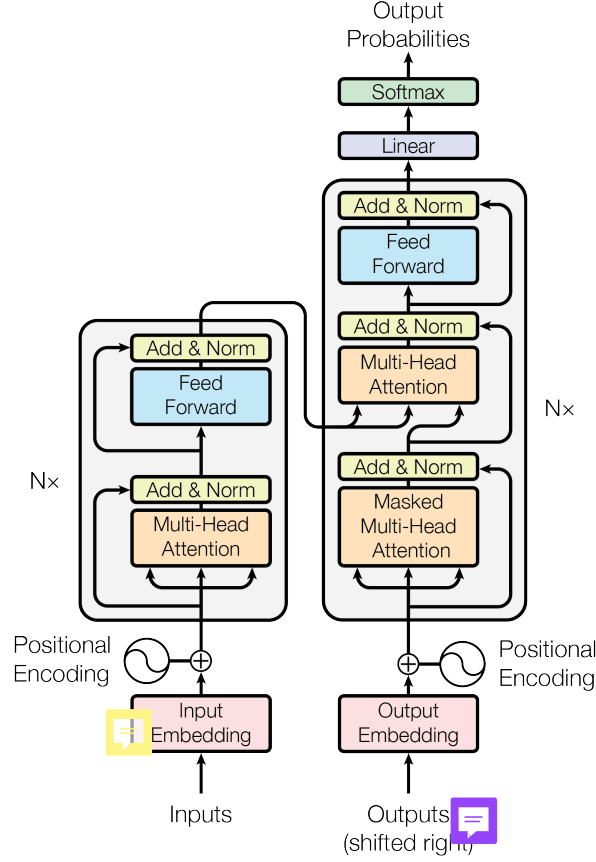 Output
Probabilities
Softmax
Linear
Add & Norm
Feed
Forward
Add & Norm
Multi-Head
Attention
Add & Norm
Masked
Multi-Head
Attention
Nx
Positional
Encoding
Output
Embedding
Outputs
(shifted right)
Add & Norm
Feed
Forward
Add & Norm
Multi-Head
Attention
Nx
Positional
Encoding
Input
Embedding
Inputs